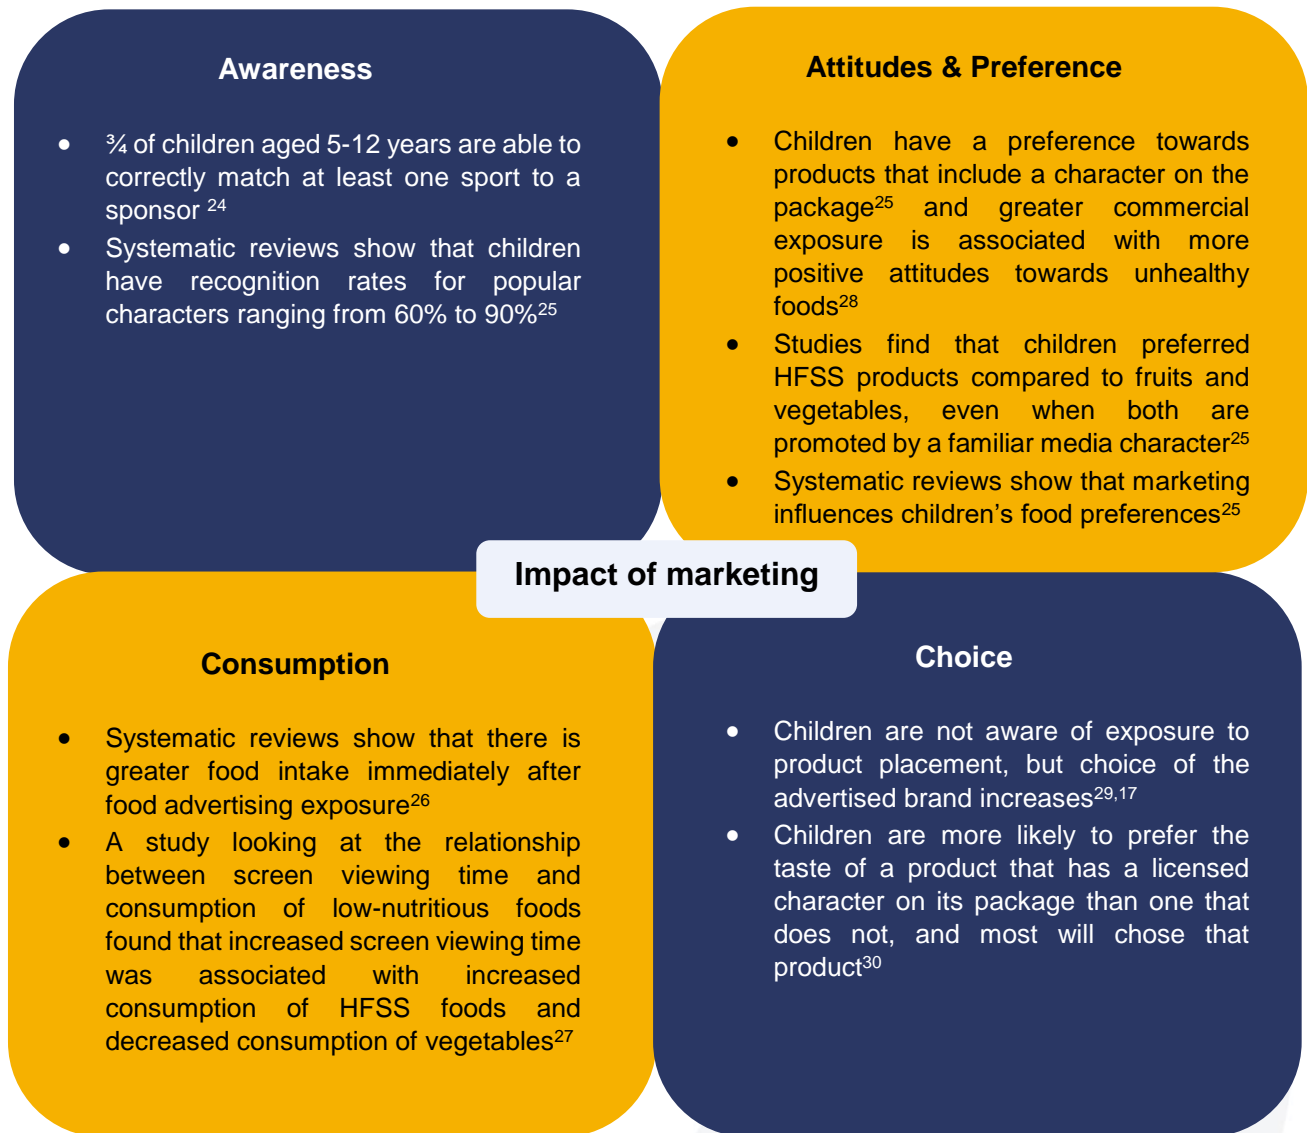 Awareness
• ¾ of children aged 5-12 years are able to
correctly match at least one sport to a
sponsor 24
• Systematic reviews show that children
have recognition rates for popular
characters ranging from 60% to 90%25
Attitudes & Preference
• Children have a preference towards
products that include a character on the
package25 and greater commercial
exposure is associated with more
positive attitudes towards unhealthy
foods28
• Studies find that children preferred
HFSS products compared to fruits and
vegetables, even when both are
promoted by a familiar media character25
• Systematic reviews show that marketing
influences children’s food preferences25
Impact of marketing
Consumption
• Systematic reviews show that there is
greater food intake immediately after
food advertising exposure26
• A study looking at the relationship
between screen viewing time and
consumption of low-nutritious foods
found that increased screen viewing time
was associated with increased
consumption of HFSS foods and
decreased consumption of vegetables27
Choice
• Children are not aware of exposure to
product placement, but choice of the
advertised brand increases29,17
• Children are more likely to prefer the
taste of a product that has a licensed
character on its package than one that
does not, and most will chose that
product30